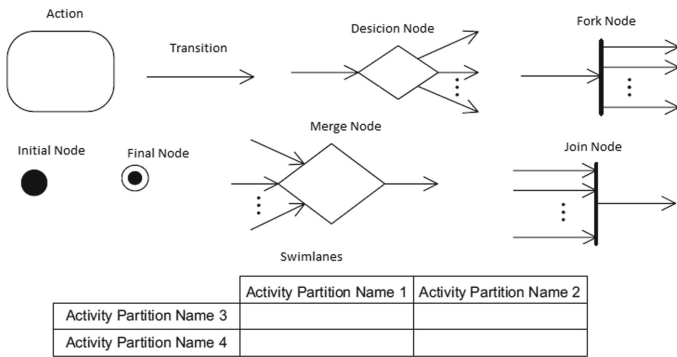 Action
Transition
Desicion Node
Fork Node
Initial Node
Final Node
Merge Node
Join Node
Swimlanes
Activity Partition Name 1
Activity Partition Name 2
Activity Partition Name 3
Activity Partition Name 4